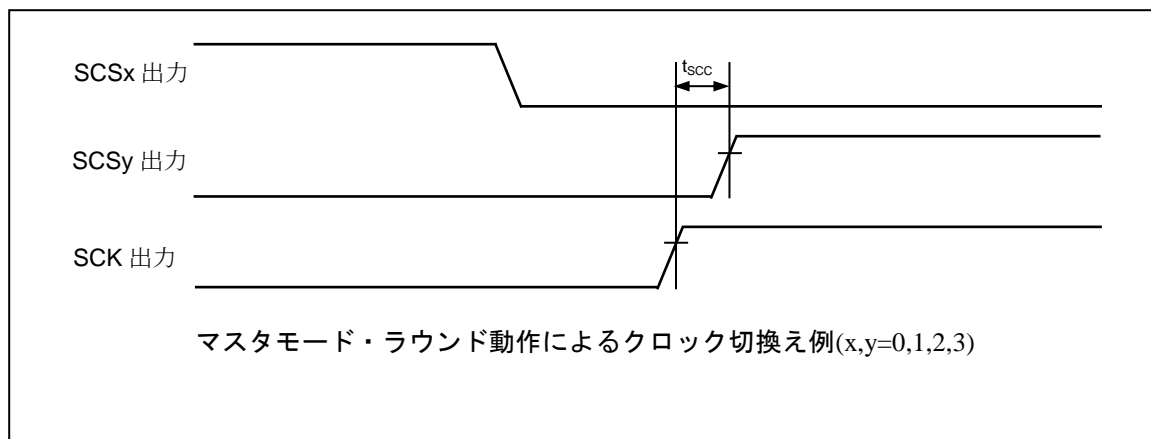 SCSx 出力
tSCC
SCSy 出力
SCK 出力
マスタモード・ラウンド動作によるクロック切換え例(x,y=0,1,2,3)